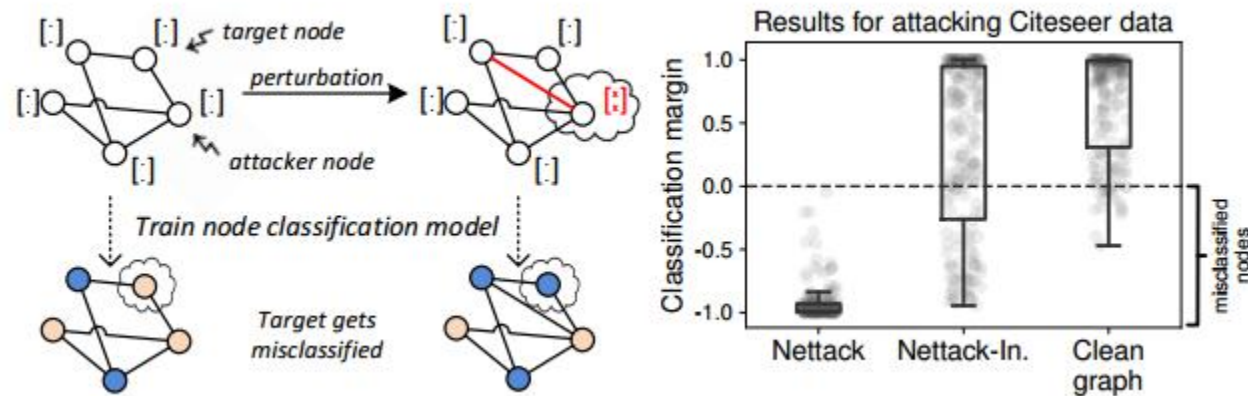 [:]
[:]
target node
[:]
[:]
perturbation
[:]
[:]
[:]
[:]
attacker node
[:]
[:]
Train node classification model
Target gets
misclassified
Results for attacking Citeseer data
Classification margin
1.0
0.5
0.0
-0.5
-1.0
Nettack
Nettack-In.
Clean
graph
misclassified
nodes